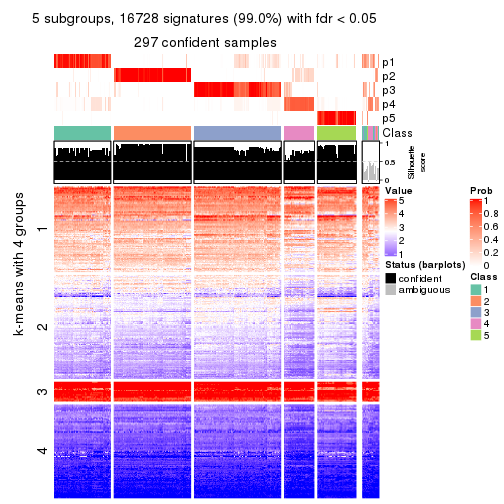 5 subgroups, 16728 signatures (99.0%) with fdr < 0.05
297 confident samples
p1
p2
p3
p4
p5
Class
1
0.5
0
Silhouette
score
k-means with 4 groups
1
2
3
4
Value
5
4
3
2
1
Status (barplots)
confident
ambiguous
Prob
1
0.8
0.6
0.4
0.2
0
Class
1
2
3
4
5